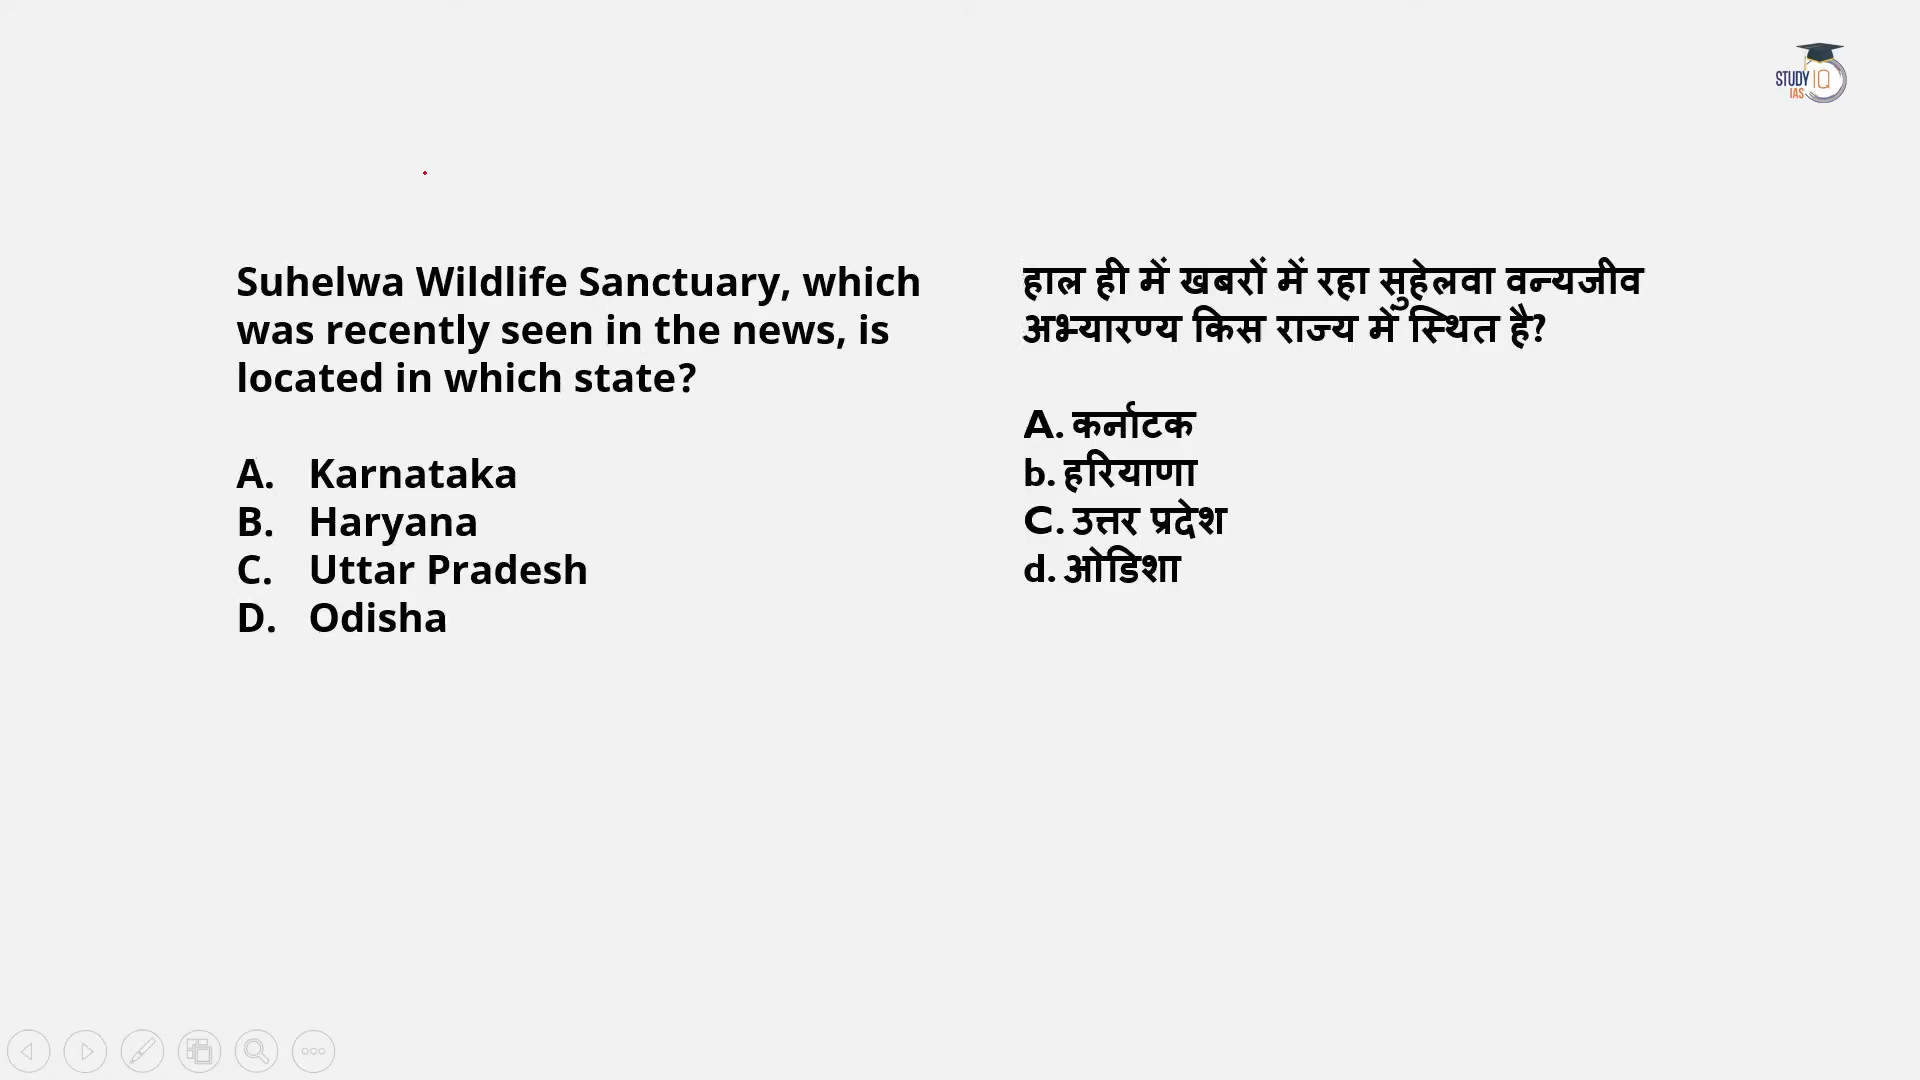 STUDY IQ
IAS
Suhelwa Wildlife Sanctuary, which
was recently seen in the news, is
located in which state?
A. Karnataka
B. Haryana
C. Uttar Pradesh
D. Odisha
हाल ही में खबरों में रहा सुहेलवा वन्यजीव
अभ्यारण्य किस राज्य में स्थित है?
A. कर्नाटक
b. हरियाणा
C. उत्तर प्रदेश
d. ओडिशा